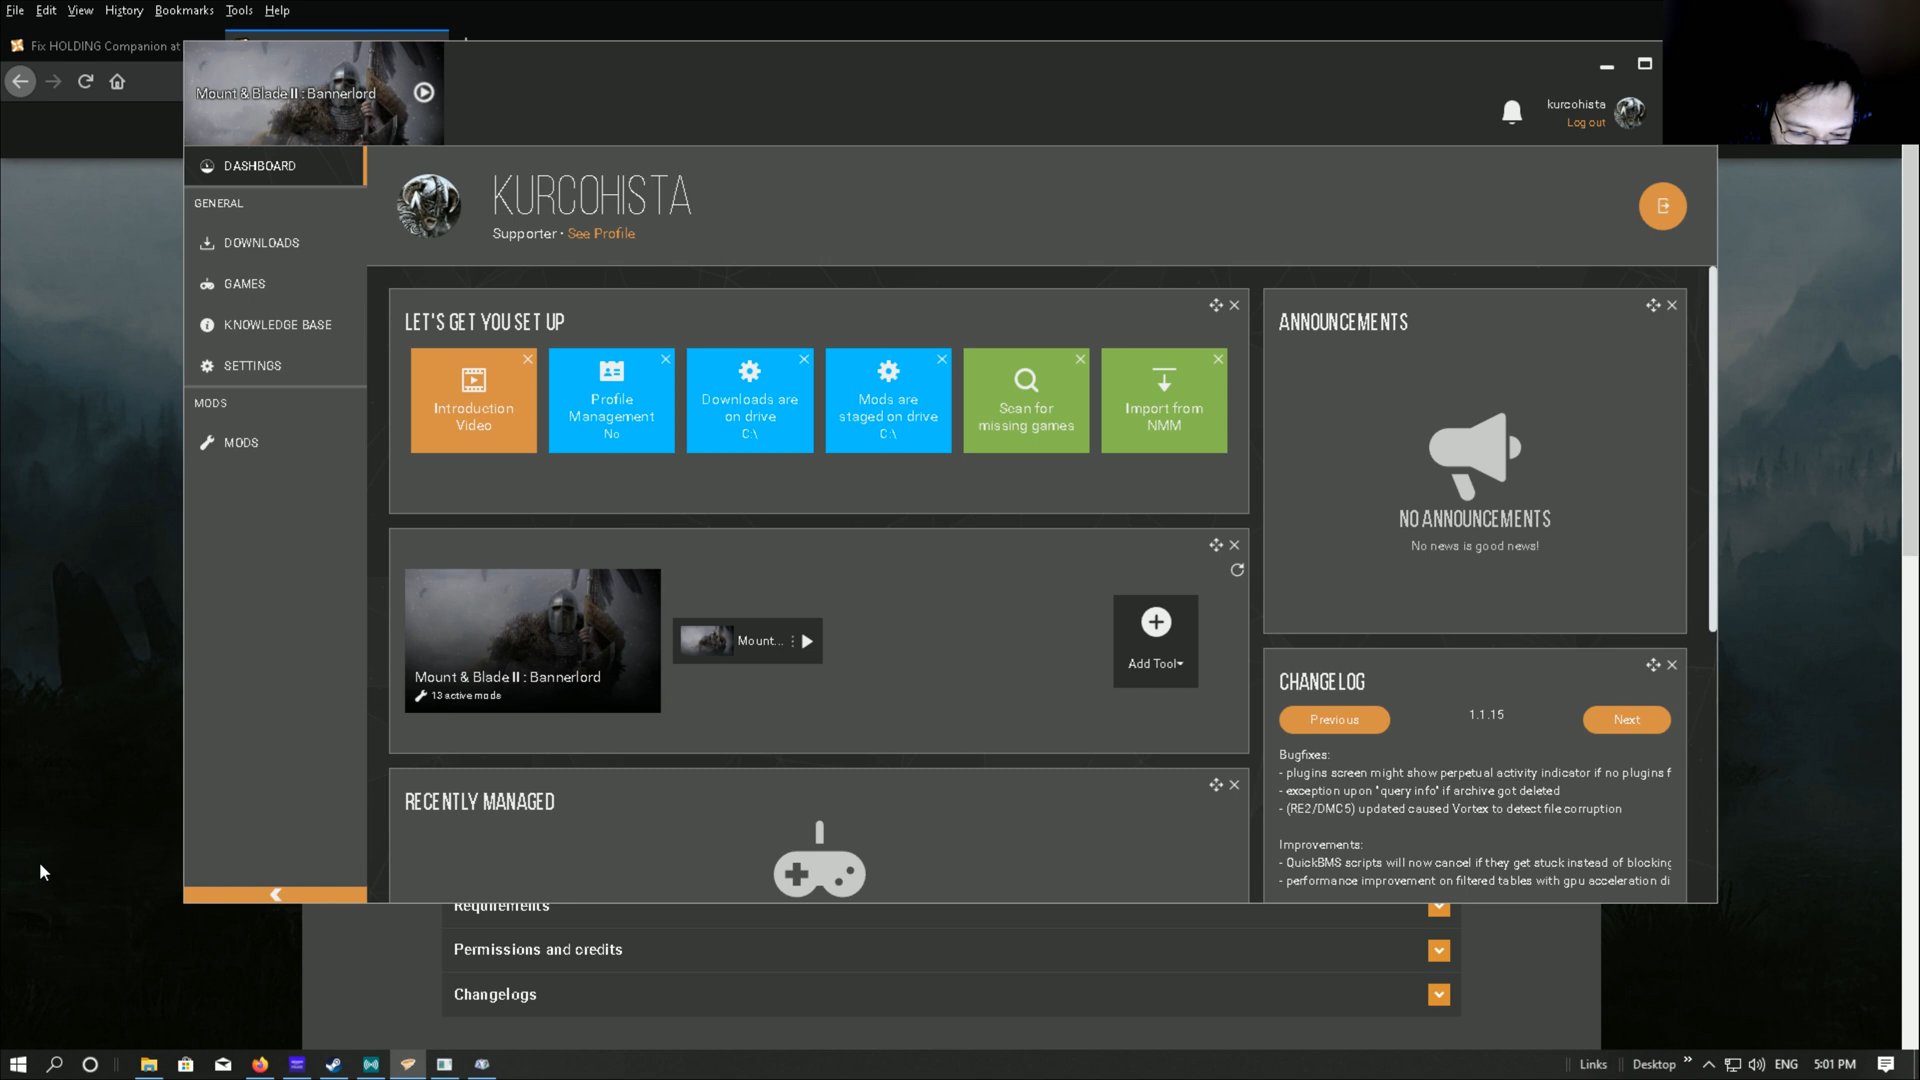 File Edit View History Bookmarks Tools Help
Fix HOLDING Companion at
Mount & Blade II : Bannerlord
kurcohista
Log out
DASHBOARD
GENERAL
DOWNLOADS
GAMES
KNOWLEDGE BASE
SETTINGS
MODS
MODS
KURCOHISTA
Supporter • See Profile
LET'S GET YOU SET UP
Introduction
Video
Profile
Management
No
Downloads are
on drive
C:\
Mods are
staged on drive
C:\
Scan for
missing games
Import from
NMM
Mount & Blade II : Bannerlord
13 active mods
Mount...
Add Tool
RECENTLY MANAGED
ANNOUNCEMENTS
NO ANNOUNCEMENTS
No news is good news!
CHANGELOG
Previous
1.1.15
Next
Bugfixes:
- plugins screen might show perpetual activity indicator if no plugins f
- exception upon "query info" if archive got deleted
- (RE2/DMC5) updated caused Vortex to detect file corruption
Improvements:
- QuickBMS scripts will now cancel if they get stuck instead of blocking
- performance improvement on filtered tables with gpu acceleration di
Requirements
Permissions and credits
Changelogs
Links
Desktop
ENG
5:01 PM